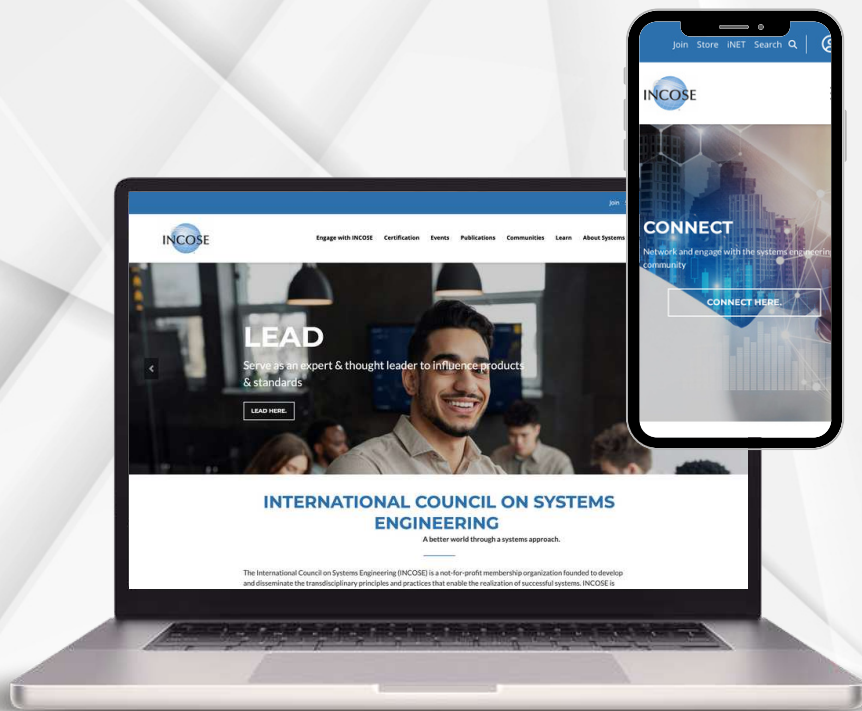 Join Store iNET Search
INCOSE
CONNECT
Network and engage with the systems engineering
community
CONNECT HERE.
Join
INCOSE
Engage with INCOSE Certification Events Publications Communities Learn About Systems
LEAD
Serve as an expert & thought leader to influence products
& standards
LEAD HERE.
INTERNATIONAL COUNCIL ON SYSTEMS
ENGINEERING
A better world through a systems approach.
The International Council on Systems Engineering (INCOSE) is a not-for-profit membership organization founded to develop
and disseminate the transdisciplinary principles and practices that enable the realization of successful systems. INCOSE is